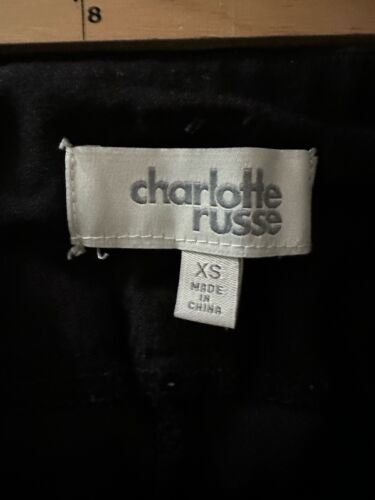 8
charlotte
russe
XS
MADE
IN
CHINA